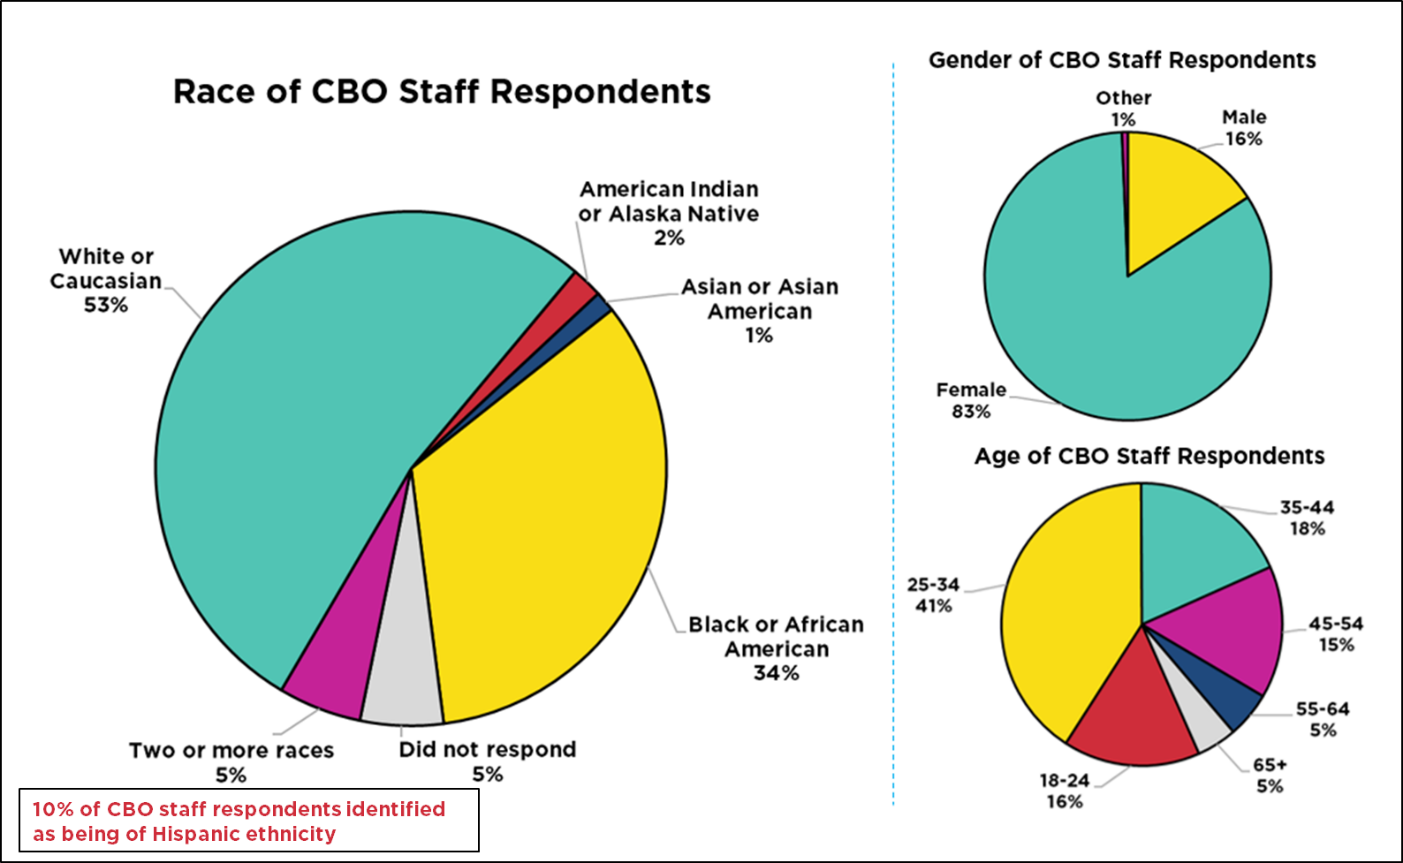 Race of CBO Staff Respondents
American Indian
or Alaska Native
2%
White or
Caucasian
53%
Asian or Asian
American
1%
Black or African
American
34%
Two or more races
5%
Did not respond
5%
10% of CBO staff respondents identified
as being of Hispanic ethnicity
Gender of CBO Staff Respondents
Other
1%
Male
16%
Female
83%
Age of CBO Staff Respondents
35-44
18%
25-34
41%
45-54
15%
55-64
5%
65+
5%
18-24
16%